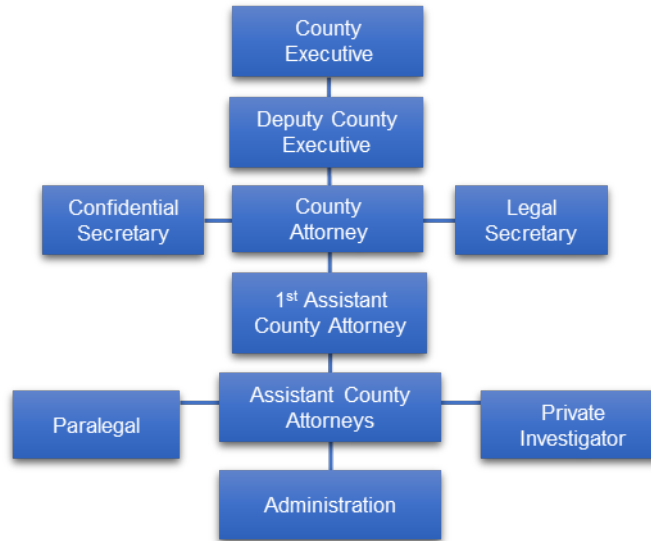 County
Executive
Deputy County
Executive
Confidential
Secretary
County
Attorney
Legal
Secretary
1st Assistant
County Attorney
Paralegal
Assistant County
Attorneys
Private
Investigator
Administration